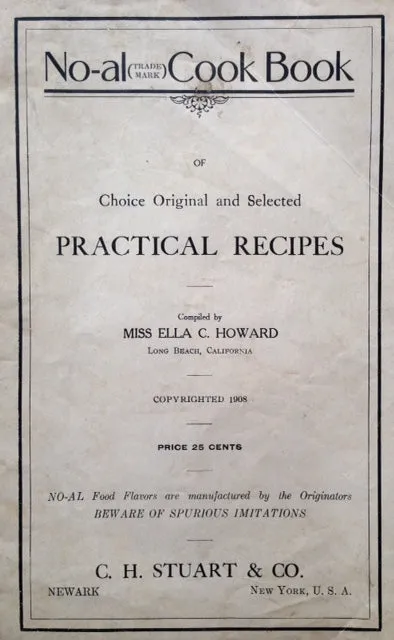 No-al (TRADE MARK) Cook Book
OF
Choice Original and Selected
PRACTICAL RECIPES
Compiled by
MISS ELLA C. HOWARD
LONG BEACH, CALIFORNIA
COPYRIGHTED 1908
PRICE 25 CENTS
NO-AL Food Flavors are manufactured by the Originators
BEWARE OF SPURIOUS IMITATIONS
C. H. STUART & CO.
NEWARK NEW YORK, U. S. A.